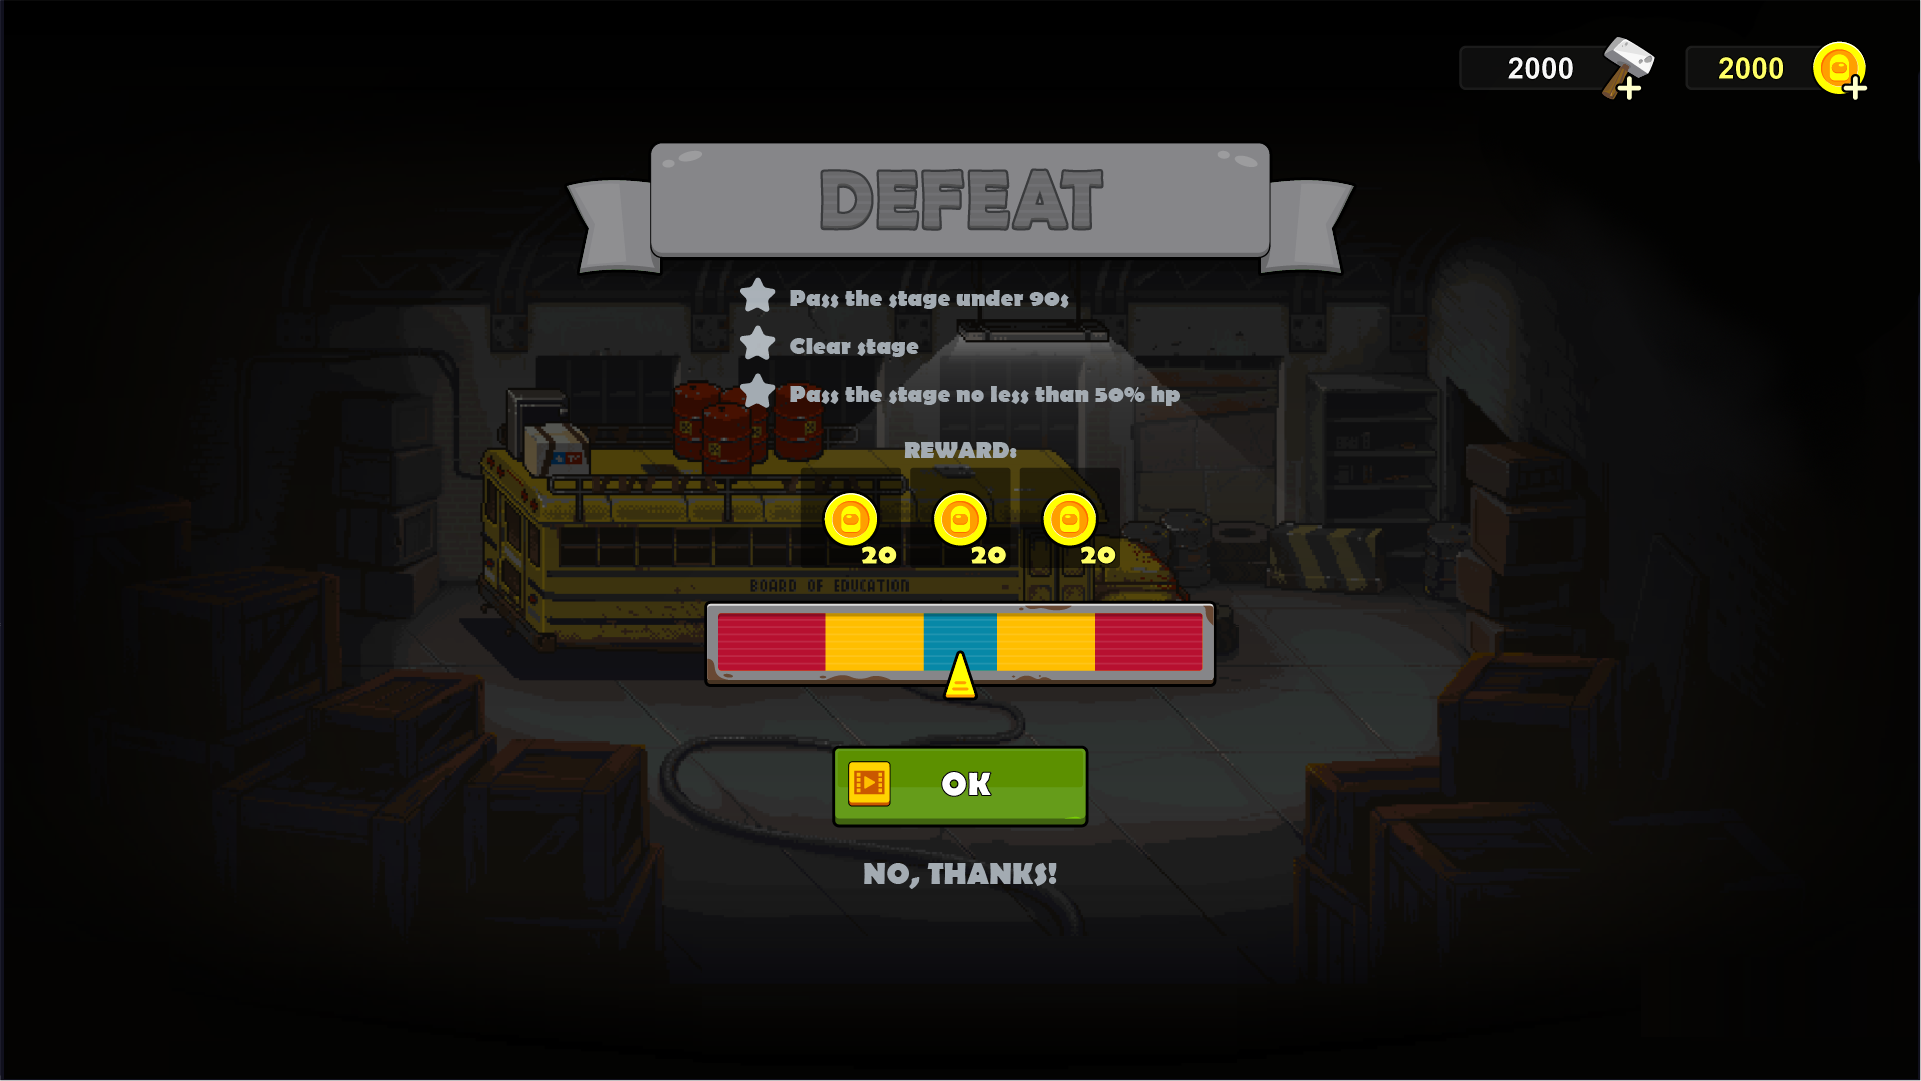 2000
2000
DEFEAT
Pass the stage under 90s
Clear stage
Pass the stage no less than 50% hp
REWARD:
20
20
20
BOARD OF EDUCATION
OK
NO, THANKS!